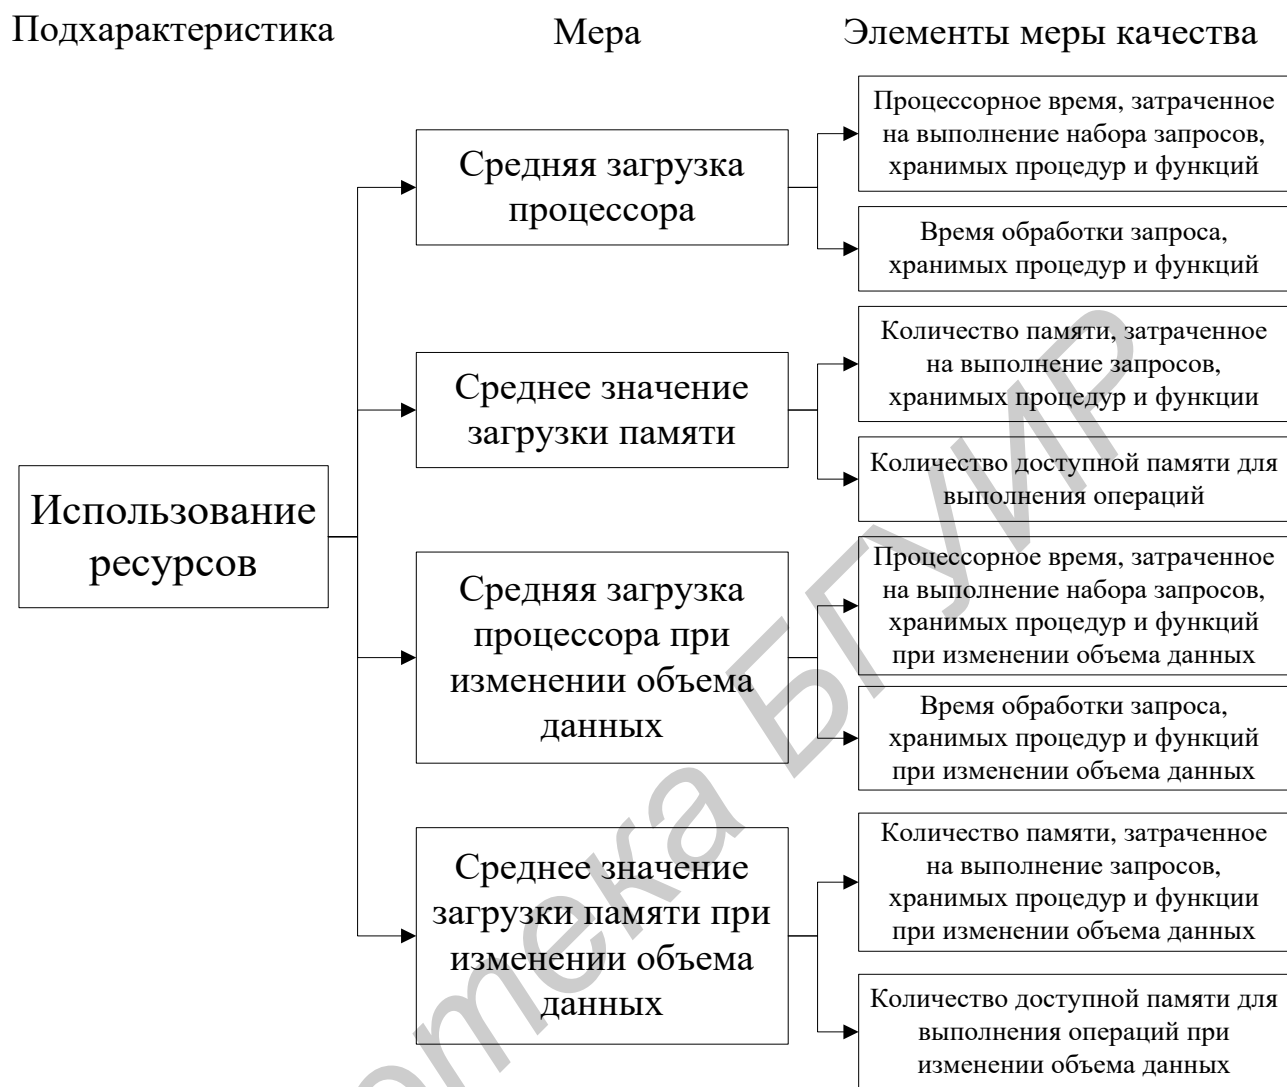 Подхарактеристика
Мера
Элементы меры качества
Использование
ресурсов
Средняя загрузка
процессора
Процессорное время, затраченное
на выполнение набора запросов,
хранимых процедур и функций
Время обработки запроса,
хранимых процедур и функций
Среднее значение
загрузки памяти
Количество памяти, затраченное
на выполнение запросов,
хранимых процедур и функции
Количество доступной памяти для
выполнения операций
Средняя загрузка
процессора при
изменении объема
данных
Процессорное время, затраченное
на выполнение набора запросов,
хранимых процедур и функций
при изменении объема данных
Время обработки запроса,
хранимых процедур и функций
при изменении объема данных
Среднее значение
загрузки памяти при
изменении объема
данных
Количество памяти, затраченное
на выполнение запросов,
хранимых процедур и функции
при изменении объема данных
Количество доступной памяти для
выполнения операций при
изменении объема данных
отека БГУИР